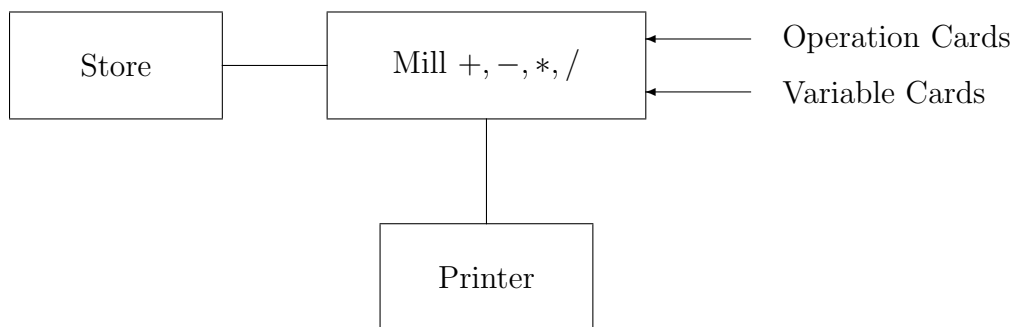 Store
Mill +, −, ∗, /
Operation Cards
Variable Cards
Printer